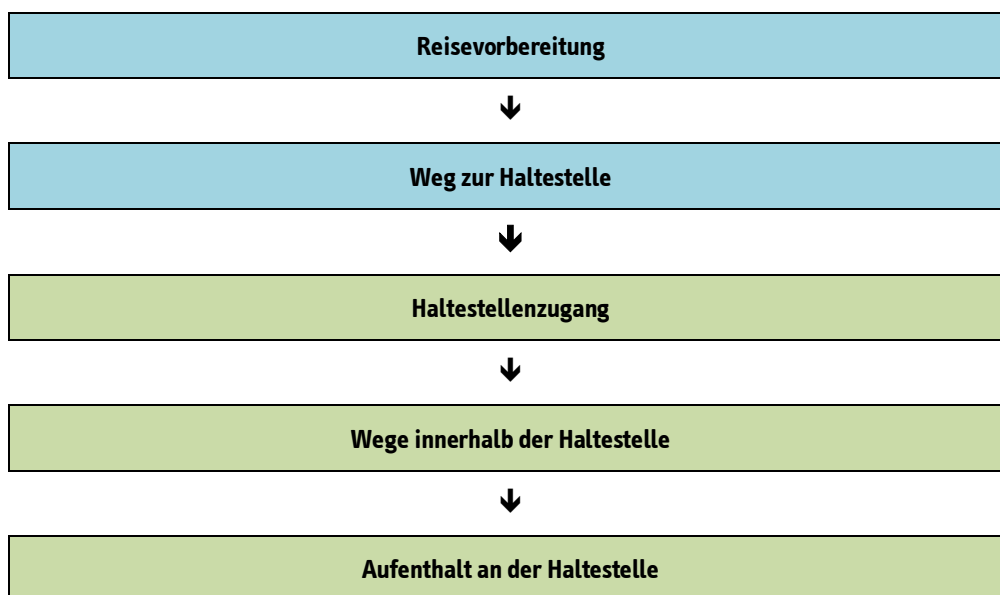 Reisevorbereitung
Weg zur Haltestelle
Haltestellenzugang
Wege innerhalb der Haltestelle
Aufenthalt an der Haltestelle